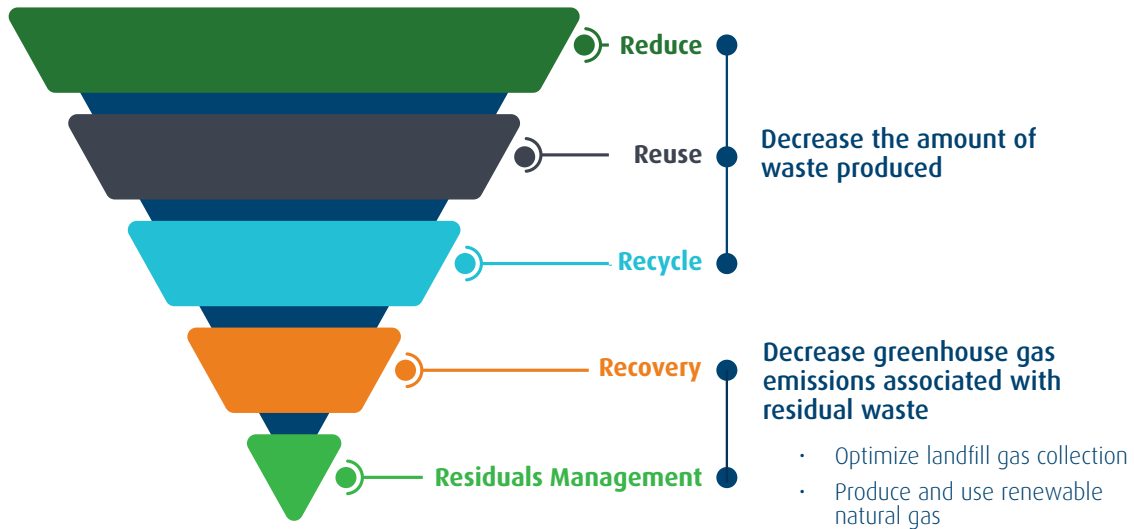 Reduce
Reuse
Decrease the amount of
waste produced
Recycle
Recovery
Decrease greenhouse gas
emissions associated with
residual waste
Residuals Management
· Optimize landfill gas collection
· Produce and use renewable
natural gas